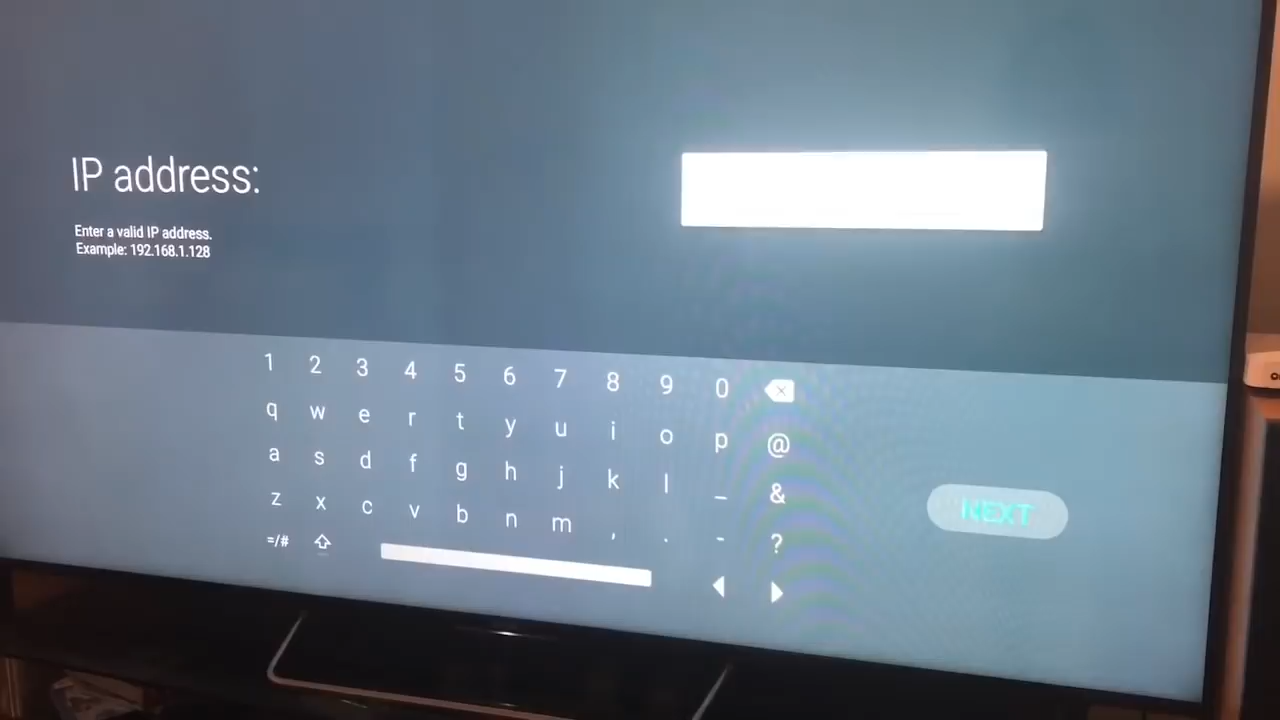 IP address:
Enter a valid IP address.
Example: 192.168.1.128
1 2 3 4 5 6 7 8 9 0
q w e r t y u i o p @
a s d f g h j k l _ &
z x c v b n m , . - ?
=/#
NEXT